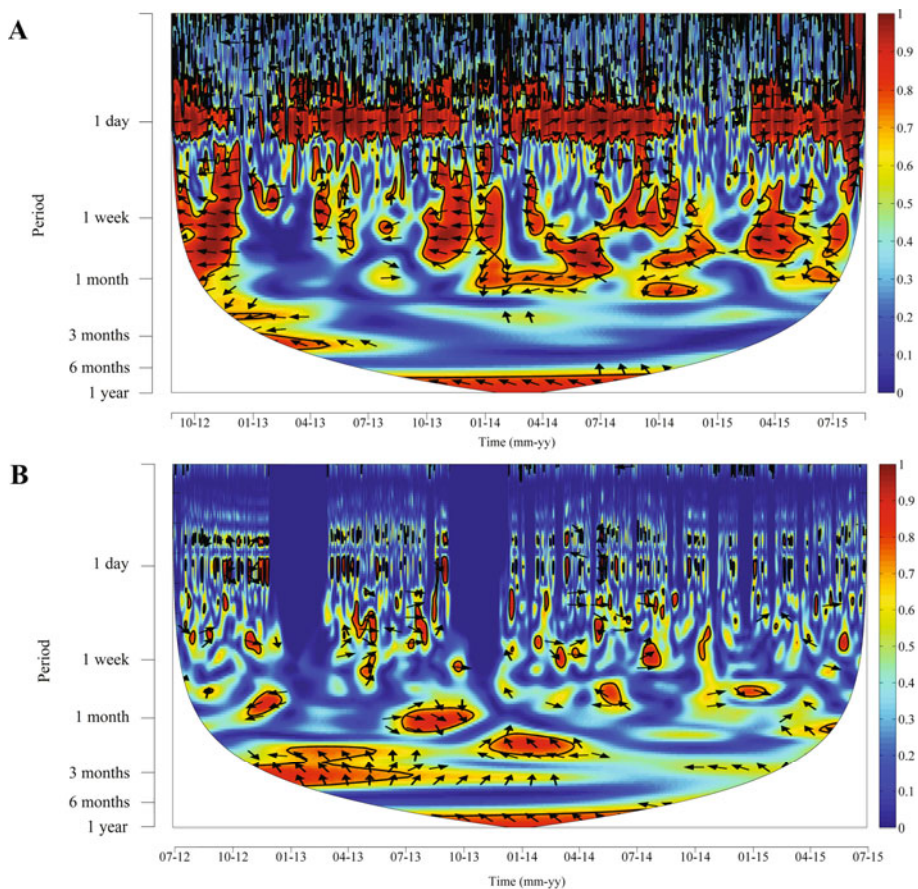 A
1 day
1 week
1 month
3 months
6 months
1 year
Period
10-12 01-13 04-13 07-13 10-13 01-14 04-14 07-14 10-14 01-15 04-15 07-15
Time (mm-yy)
1
0.9
0.8
0.7
0.6
0.5
0.4
0.3
0.2
0.1
0
B
1 day
1 week
1 month
3 months
6 months
1 year
Period
07-12 10-12 01-13 04-13 07-13 10-13 01-14 04-14 07-14 10-14 01-15 04-15 07-15
Time (mm-yy)
1
0.9
0.8
0.7
0.6
0.5
0.4
0.3
0.2
0.1
0